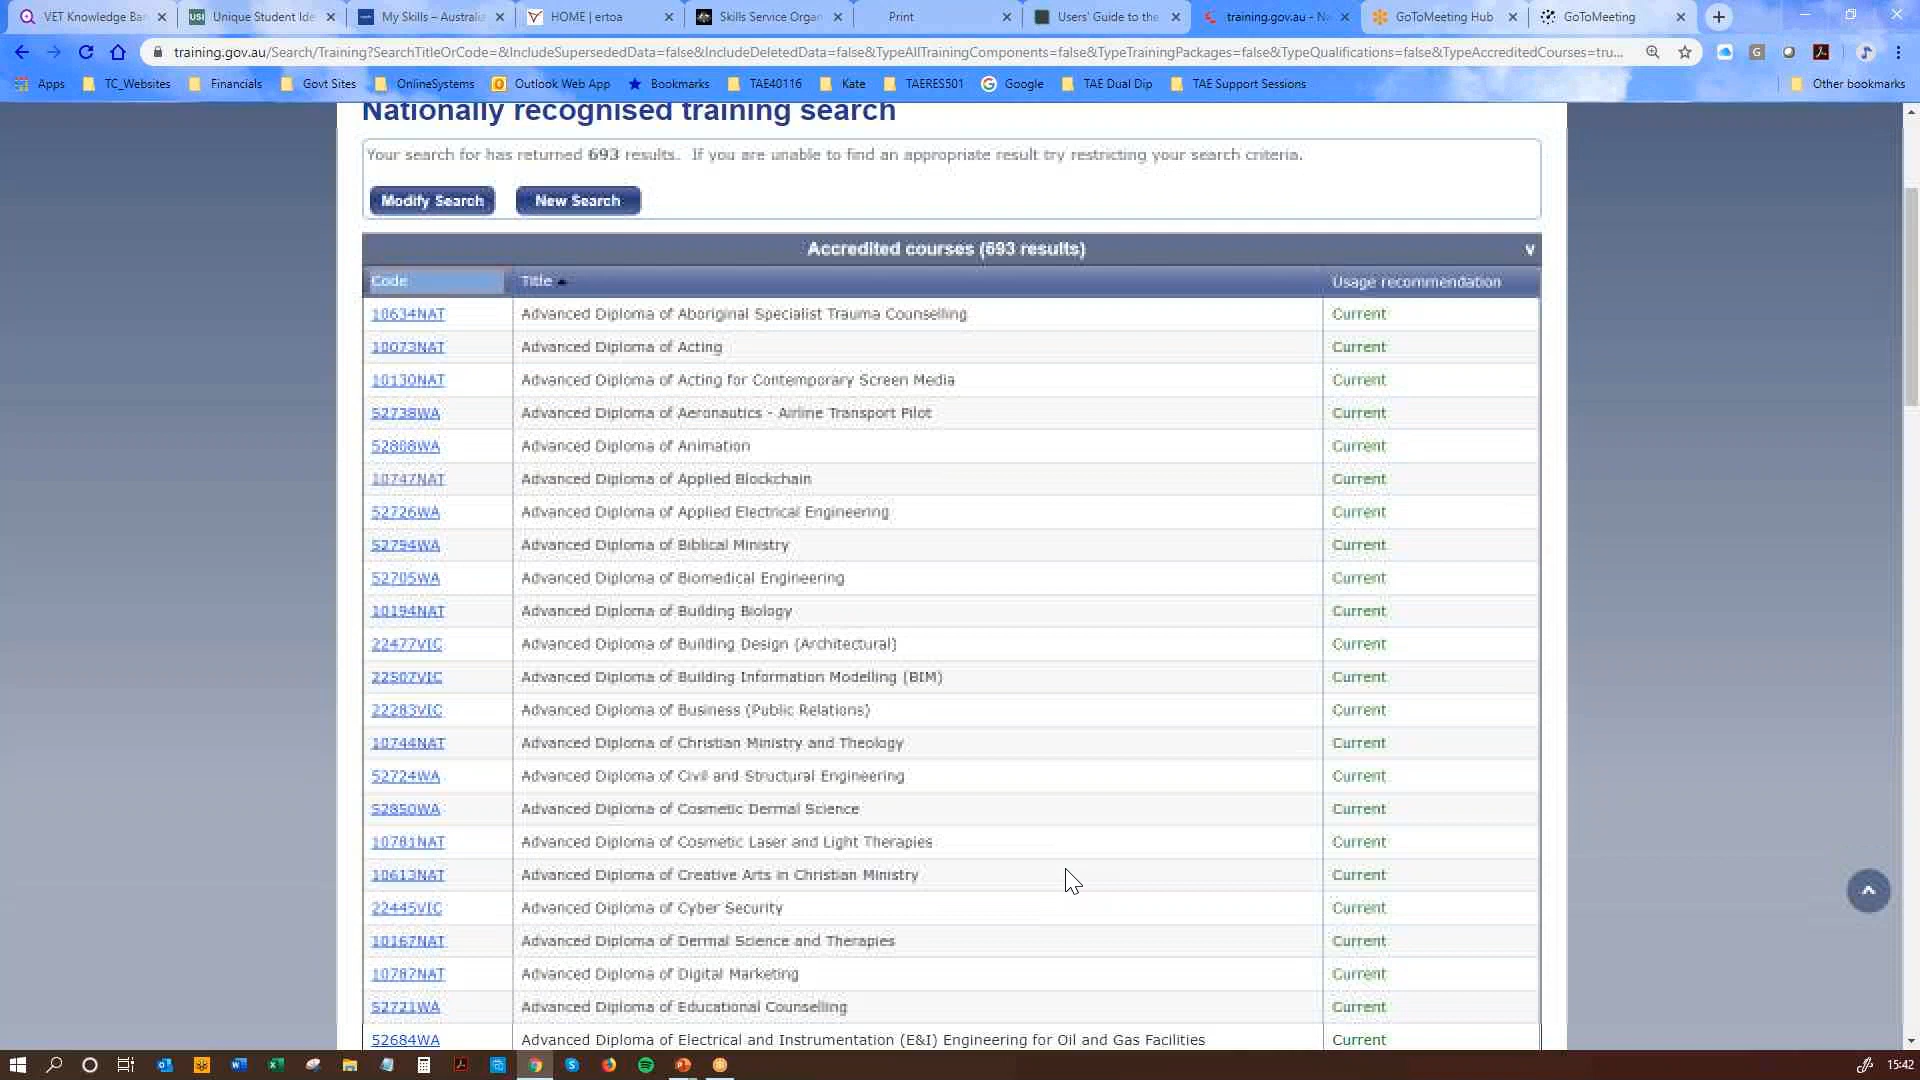 VET Knowledge Ba
Unique Student Ide
My Skills – Australi
HOME | ertoa
Skills Service Organ
Print
Users' Guide to the
training.gov.au - Na
GoToMeeting Hub
GoToMeeting
training.gov.au/Search/Training?SearchTitleOrCode=&IncludeSupersededData=false&IncludeDeletedData=false&TypeAllTrainingComponents=false&TypeTrainingPackages=false&TypeQualifications=false&TypeAccreditedCourses=tru...
Apps TC_Websites Financials Govt Sites OnlineSystems Outlook Web App Bookmarks TAE40116 Kate TAERES501 Google TAE Dual Dip TAE Support Sessions Other bookmarks
Nationally recognised training search
Your search for has returned 693 results. If you are unable to find an appropriate result try restricting your search criteria.
Modify Search New Search
Accredited courses (693 results) v
Code Title Usage recommendation
10634NAT Advanced Diploma of Aboriginal Specialist Trauma Counselling Current
10073NAT Advanced Diploma of Acting Current
10130NAT Advanced Diploma of Acting for Contemporary Screen Media Current
52738WA Advanced Diploma of Aeronautics - Airline Transport Pilot Current
52868WA Advanced Diploma of Animation Current
10747NAT Advanced Diploma of Applied Blockchain Current
52726WA Advanced Diploma of Applied Electrical Engineering Current
52794WA Advanced Diploma of Biblical Ministry Current
52705WA Advanced Diploma of Biomedical Engineering Current
10194NAT Advanced Diploma of Building Biology Current
22477VIC Advanced Diploma of Building Design (Architectural) Current
22507VIC Advanced Diploma of Building Information Modelling (BIM) Current
22283VIC Advanced Diploma of Business (Public Relations) Current
10744NAT Advanced Diploma of Christian Ministry and Theology Current
52724WA Advanced Diploma of Civil and Structural Engineering Current
52850WA Advanced Diploma of Cosmetic Dermal Science Current
10781NAT Advanced Diploma of Cosmetic Laser and Light Therapies Current
10613NAT Advanced Diploma of Creative Arts in Christian Ministry Current
22445VIC Advanced Diploma of Cyber Security Current
10167NAT Advanced Diploma of Dermal Science and Therapies Current
10787NAT Advanced Diploma of Digital Marketing Current
52721WA Advanced Diploma of Educational Counselling Current
52684WA Advanced Diploma of Electrical and Instrumentation (E&I) Engineering for Oil and Gas Facilities Current
15:42